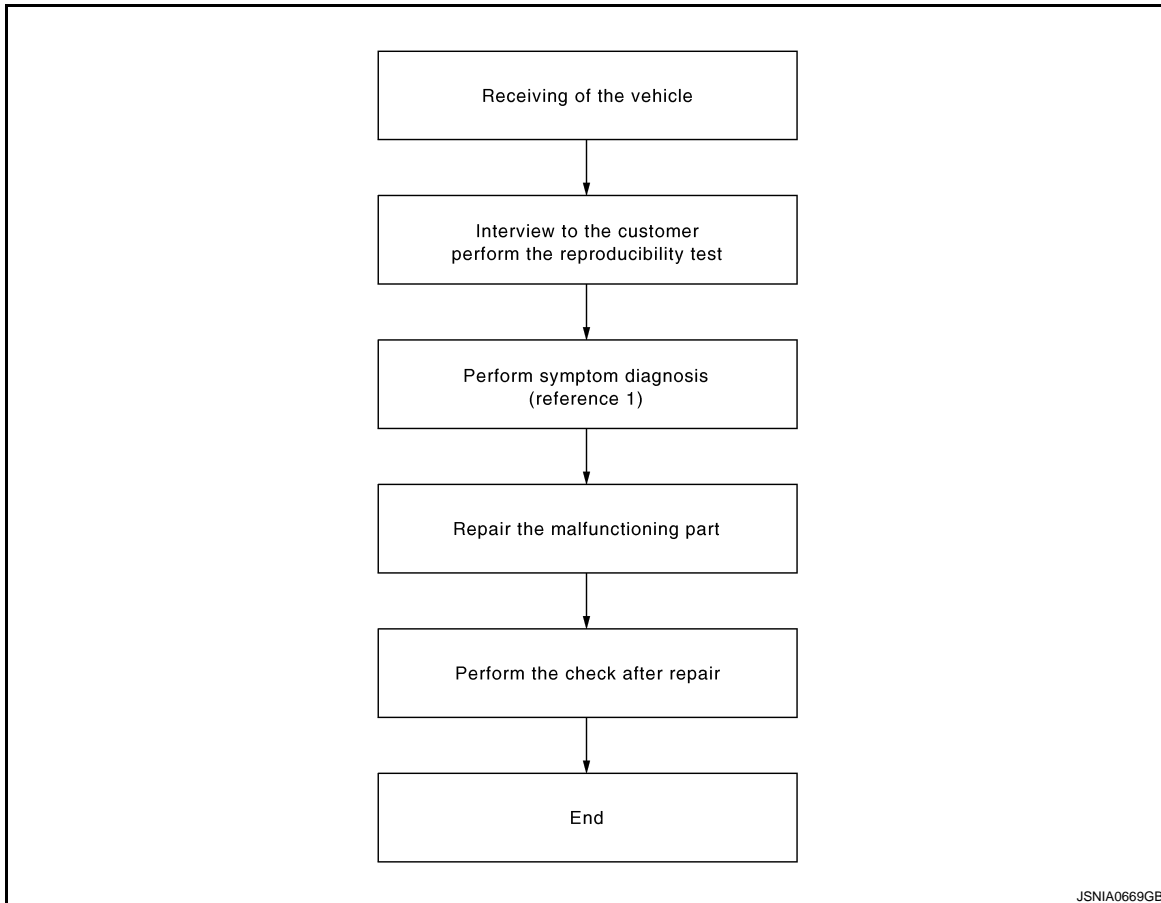 Receiving of the vehicle
Interview to the customer
perform the reproducibility test
Perform symptom diagnosis
(reference 1)
Repair the malfunctioning part
Perform the check after repair
End
JSNIA0669GB